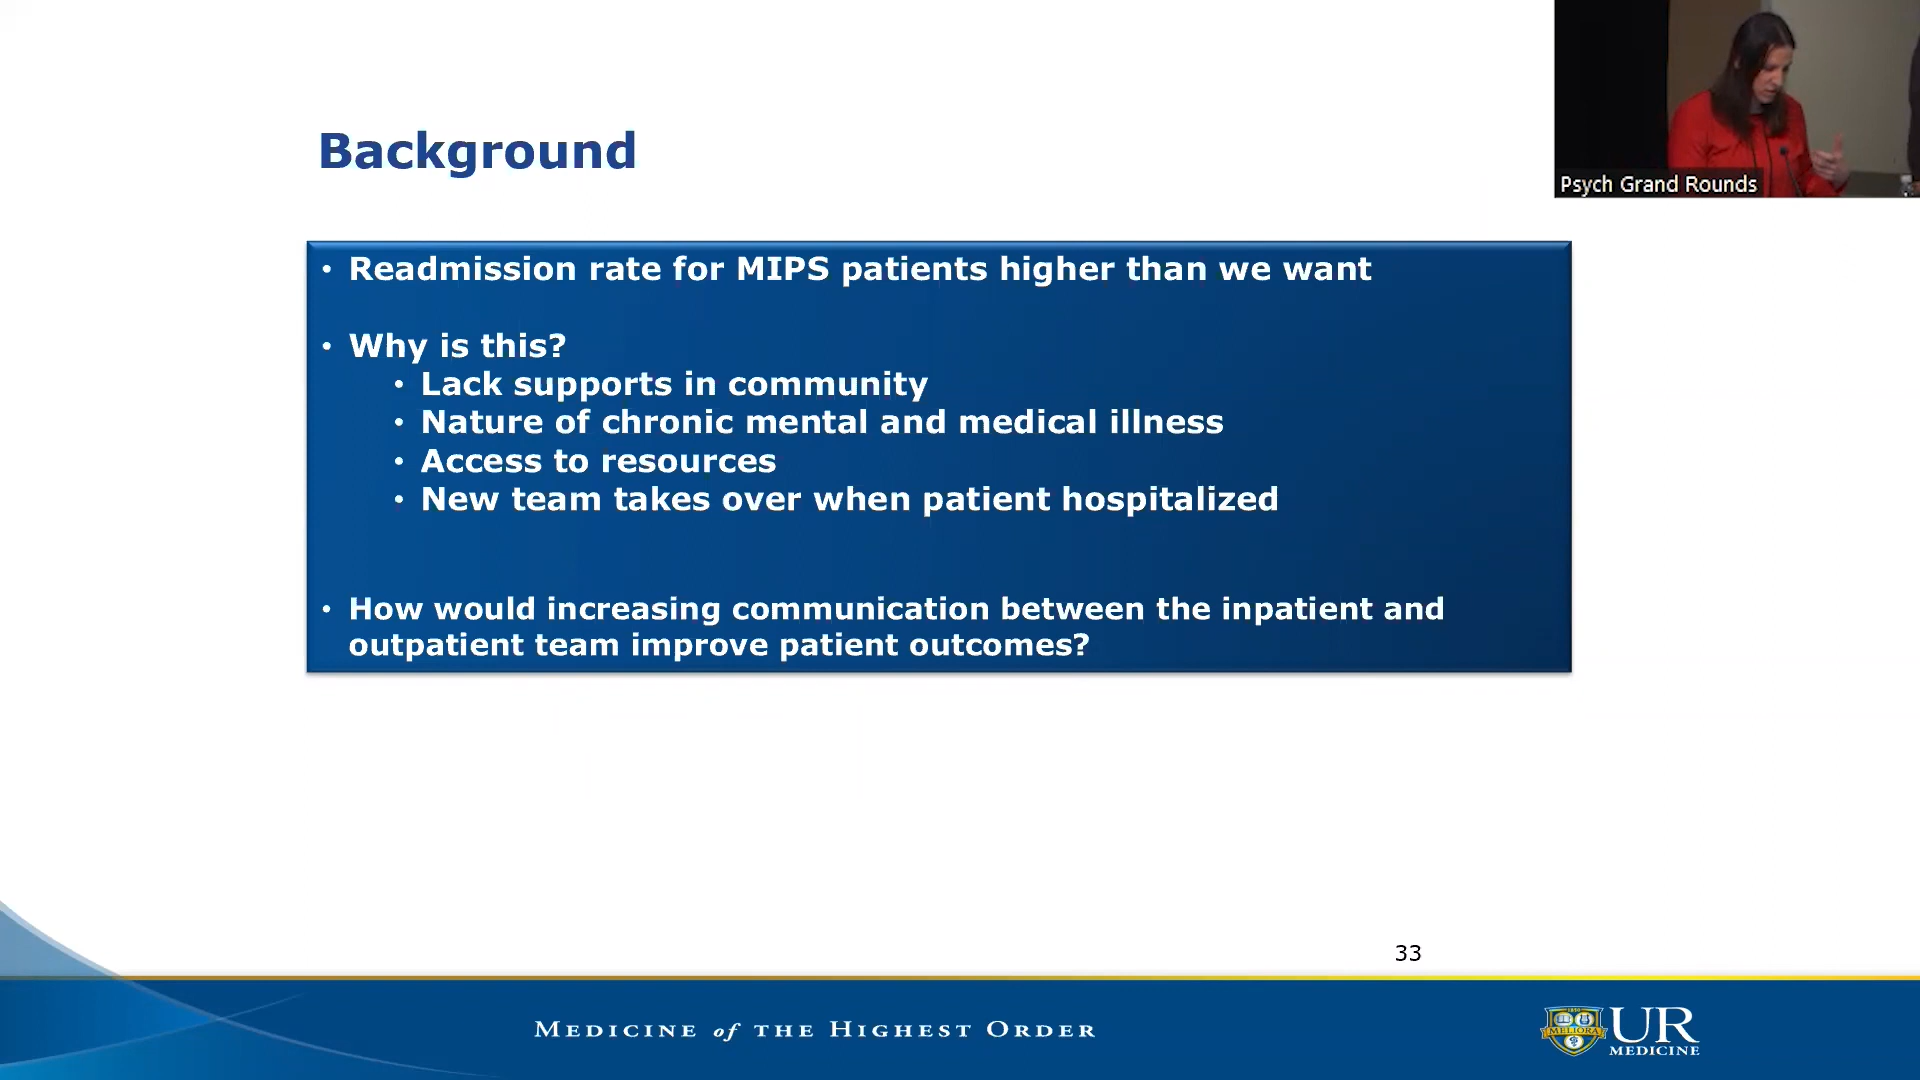 Background
Psych Grand Rounds
• Readmission rate for MIPS patients higher than we want
• Why is this?
• Lack supports in community
• Nature of chronic mental and medical illness
• Access to resources
• New team takes over when patient hospitalized
• How would increasing communication between the inpatient and
outpatient team improve patient outcomes?
33
MEDICINE of THE HIGHEST ORDER
MELIORA
UR
MEDICINE